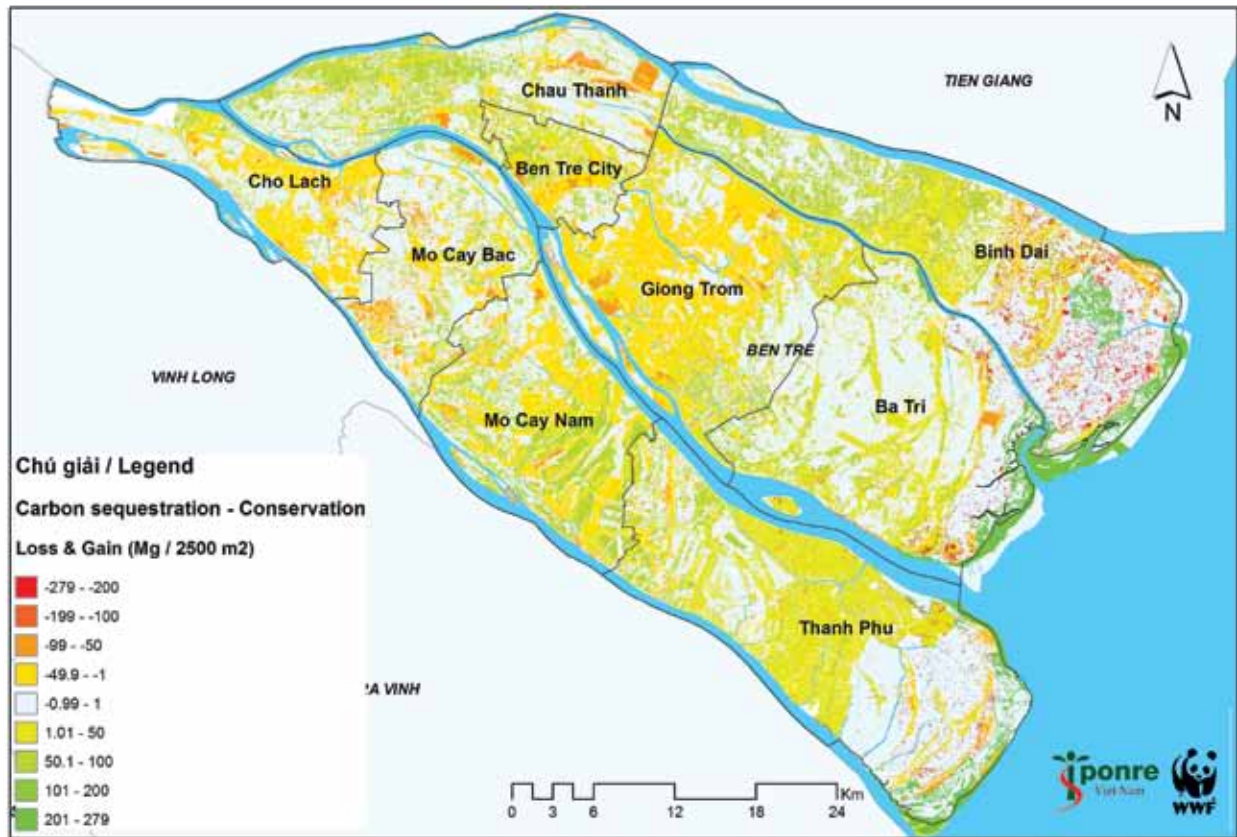 TIEN GIANG
N
Chau Thanh
Ben Tre City
Cho Lach
Mo Cay Bac
Binh Dai
Giong Trom
BEN TRE
VINH LONG
Ba Tri
Mo Cay Nam
Thanh Phu
Chú giải / Legend
Carbon sequestration - Conservation
Loss & Gain (Mg / 2500 m2)
-279 - -200
-199 - -100
-99 - -50
-49.9 - -1
-0.99 - 1
1.01 - 50
50.1 - 100
101 - 200
201 - 279
VINH
0 3 6 12 18 24 Km
iponre
Viet Nam
WWF